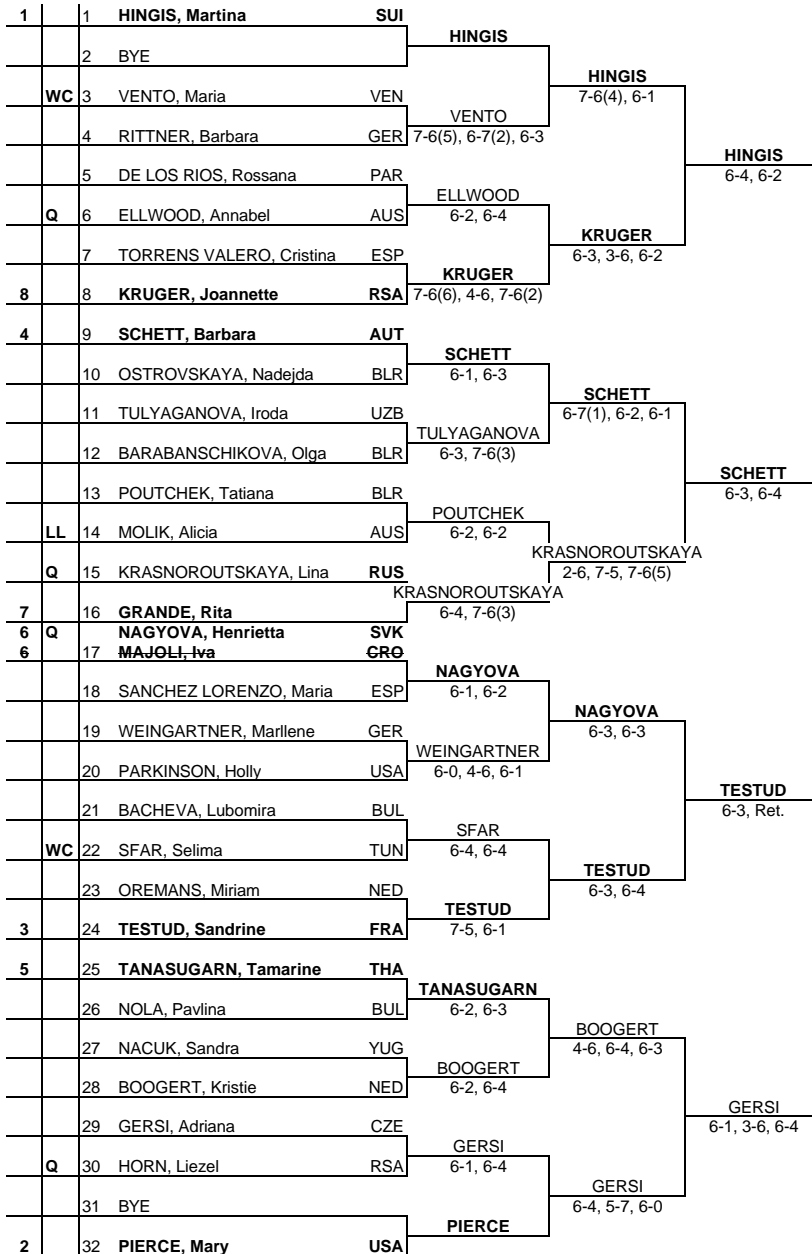 1 1 HINGIS, Martina SUI
HINGIS
2 BYE
HINGIS
7-6(4), 6-1
WC 3 VENTO, Maria VEN
VENTO
7-6(5), 6-7(2), 6-3
4 RITTNER, Barbara GER
HINGIS
6-4, 6-2
5 DE LOS RIOS, Rossana PAR
ELLWOOD
6-2, 6-4
Q 6 ELLWOOD, Annabel AUS
KRUGER
6-3, 3-6, 6-2
7 TORRENS VALERO, Cristina ESP
KRUGER
7-6(6), 4-6, 7-6(2)
8 8 KRUGER, Joannette RSA
4 9 SCHETT, Barbara AUT
SCHETT
6-1, 6-3
10 OSTROVSKAYA, Nadejda BLR
SCHETT
6-7(1), 6-2, 6-1
11 TULYAGANOVA, Iroda UZB
TULYAGANOVA
6-3, 7-6(3)
12 BARABANSCHIKOVA, Olga BLR
SCHETT
6-3, 6-4
13 POUTCHEK, Tatiana BLR
POUTCHEK
6-2, 6-2
LL 14 MOLIK, Alicia AUS
KRASNOROUTSKAYA
2-6, 7-5, 7-6(5)
Q 15 KRASNOROUTSKAYA, Lina RUS
KRASNOROUTSKAYA
6-4, 7-6(3)
7 16 GRANDE, Rita
6 Q NAGYOVA, Henrietta SVK
6 17 MAJOLI, Iva CRO
NAGYOVA
6-1, 6-2
18 SANCHEZ LORENZO, Maria ESP
NAGYOVA
6-3, 6-3
19 WEINGARTNER, Marllene GER
WEINGARTNER
6-0, 4-6, 6-1
20 PARKINSON, Holly USA
TESTUD
6-3, Ret.
21 BACHEVA, Lubomira BUL
SFAR
6-4, 6-4
WC 22 SFAR, Selima TUN
TESTUD
6-3, 6-4
23 OREMANS, Miriam NED
TESTUD
7-5, 6-1
3 24 TESTUD, Sandrine FRA
5 25 TANASUGARN, Tamarine THA
TANASUGARN
6-2, 6-3
26 NOLA, Pavlina BUL
BOOGERT
4-6, 6-4, 6-3
27 NACUK, Sandra YUG
BOOGERT
6-2, 6-4
28 BOOGERT, Kristie NED
GERSI
6-1, 3-6, 6-4
29 GERSI, Adriana CZE
GERSI
6-1, 6-4
Q 30 HORN, Liezel RSA
GERSI
6-4, 5-7, 6-0
31 BYE
PIERCE
2 32 PIERCE, Mary USA